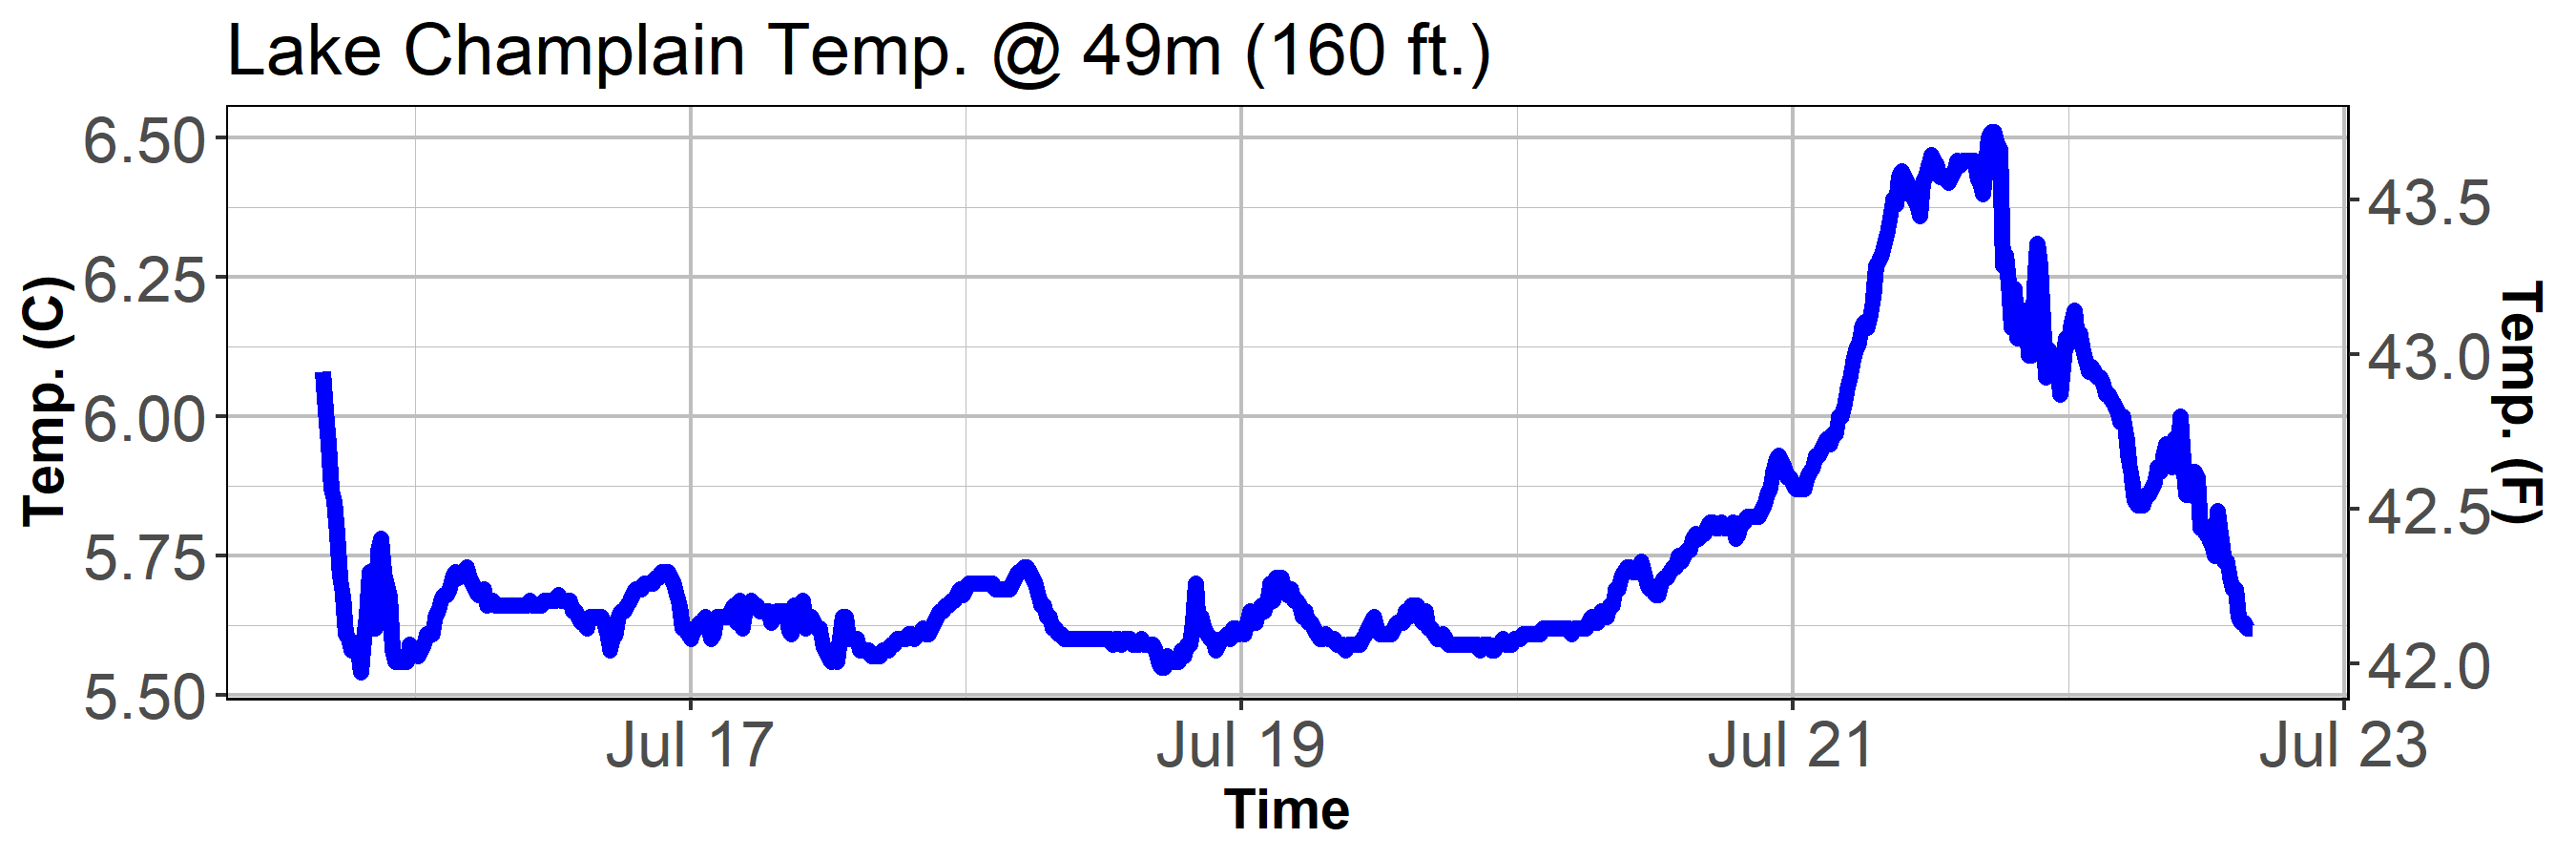 Lake Champlain Temp. @ 49m (160 ft.)
6.50
6.25
6.00
5.75
5.50
Temp. (C)
43.5
43.0
42.5
42.0
Temp. (F)
Jul 17 Jul 19 Jul 21 Jul 23
Time